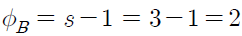 ϕ_B = s − 1 = 3 − 1 = 2